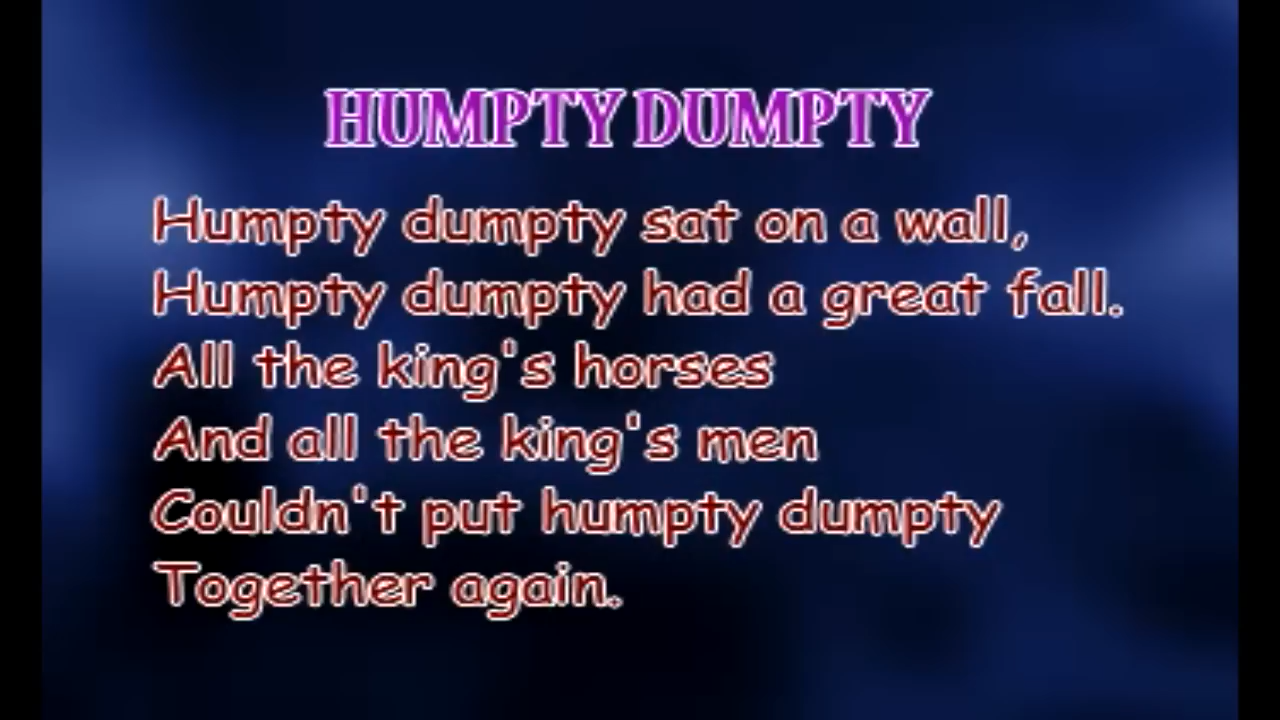 HUMPTY DUMPTY
Humpty dumpty sat on a wall,
Humpty dumpty had a great fall.
All the king's horses
And all the king's men
Couldn't put humpty dumpty
Together again.